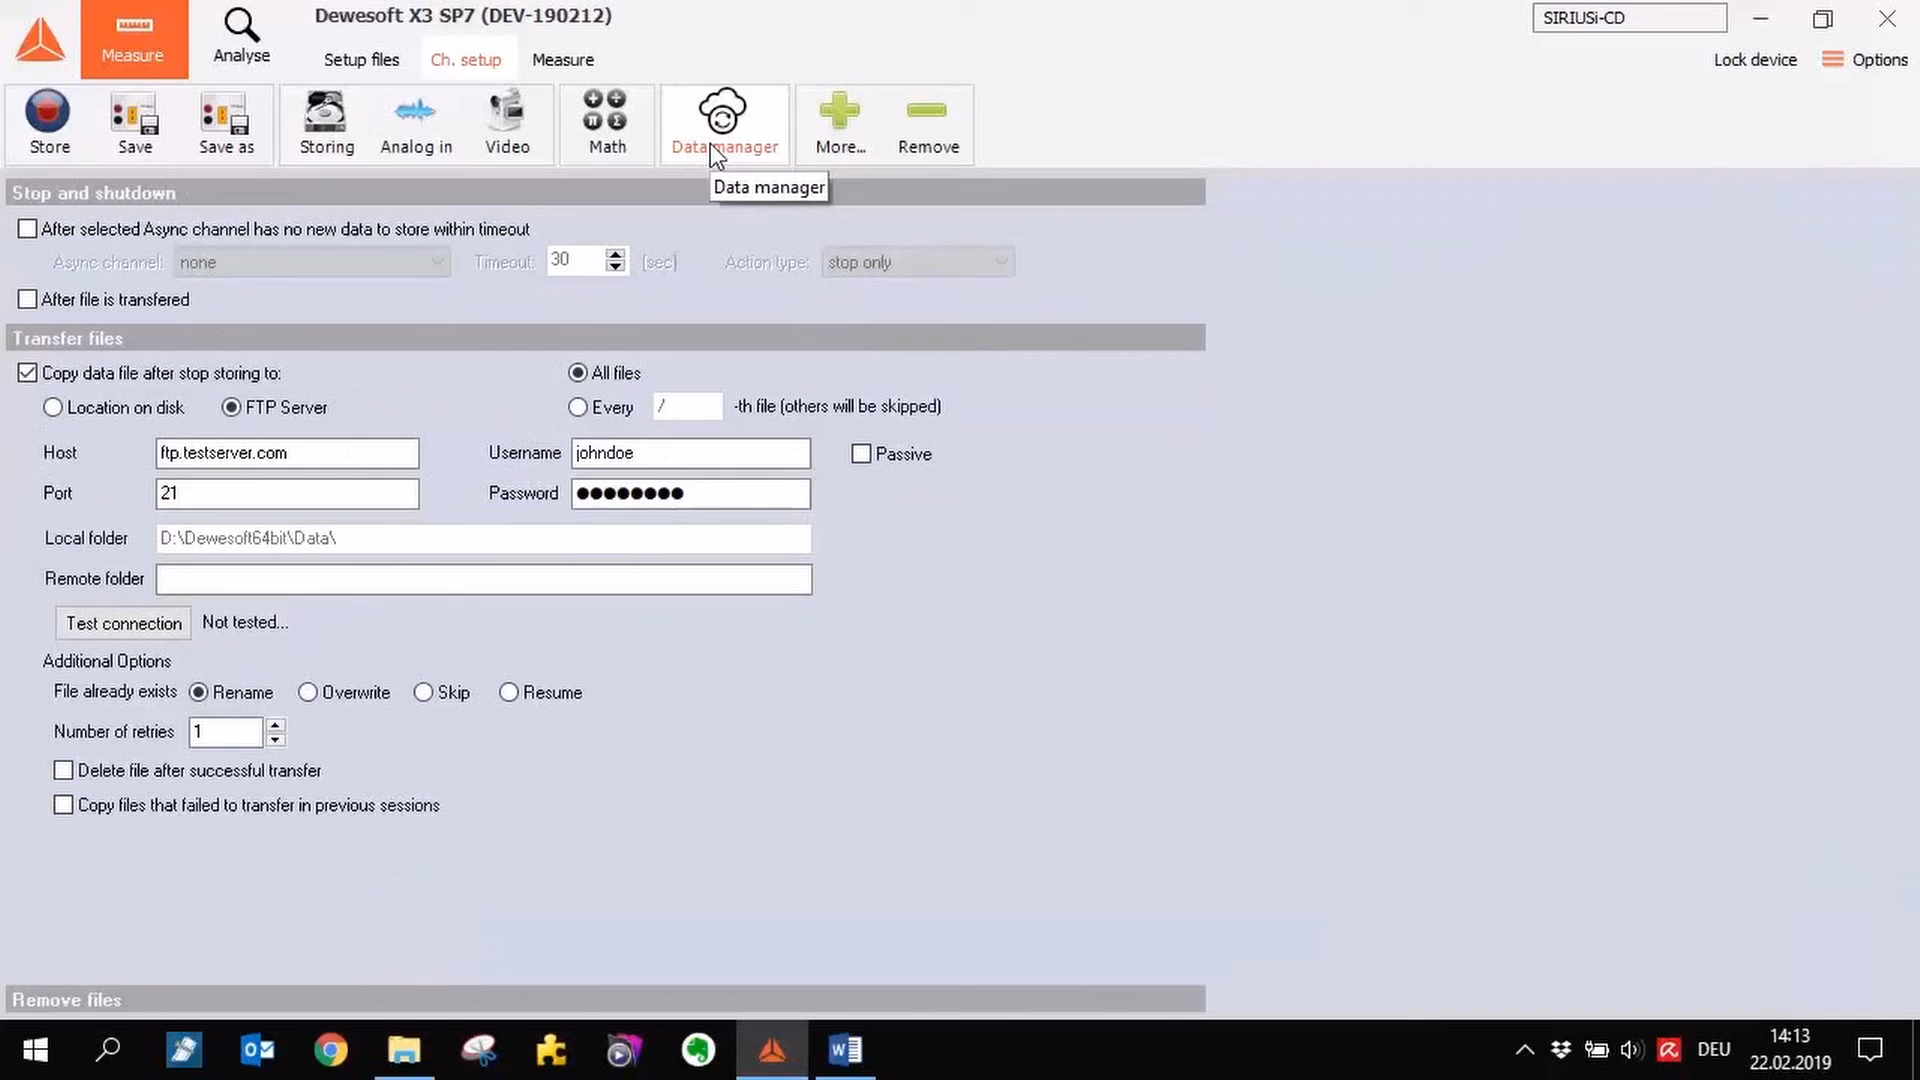 Dewesoft X3 SP7 (DEV-190212)
SIRIUSi-CD
Measure
Analyse
Setup files
Ch. setup
Measure
Lock device
Options
Store
Save
Save as
Storing
Analog in
Video
Math
Data manager
More...
Remove
Data manager
Stop and shutdown
After selected Async channel has no new data to store within timeout
Async channel: none Timeout: 30 [sec] Action type: stop only
After file is transfered
Transfer files
Copy data file after stop storing to: All files
Location on disk FTP Server Every / -th file (others will be skipped)
Host ftp.testserver.com Username johndoe Passive
Port 21 Password ●●●●●●●●
Local folder D:\Dewesoft64bit\Data\
Remote folder
Test connection Not tested...
Additional Options
File already exists Rename Overwrite Skip Resume
Number of retries 1
Delete file after successful transfer
Copy files that failed to transfer in previous sessions
Remove files
DEU
14:13
22.02.2019